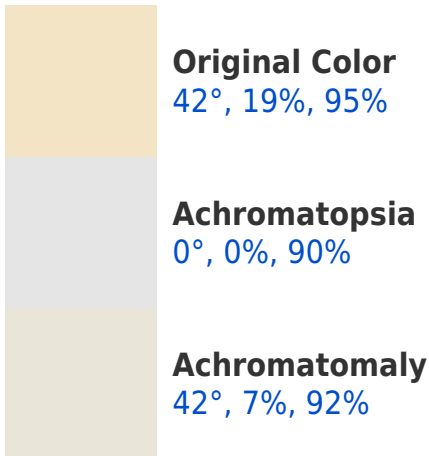 Original Color
42°, 19%, 95%
Achromatopsia
0°, 0%, 90%
Achromatomaly
42°, 7%, 92%